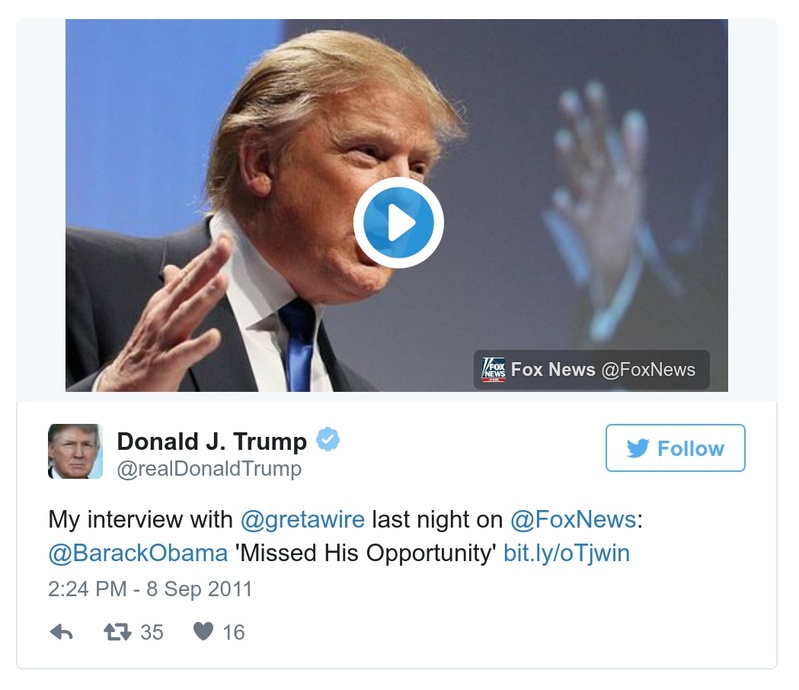 FOX NEWS
Fox News @FoxNews
Donald J. Trump
@realDonaldTrump
Follow
My interview with @gretawire last night on @FoxNews:
@BarackObama 'Missed His Opportunity' bit.ly/oTjwin
2:24 PM - 8 Sep 2011
35 16